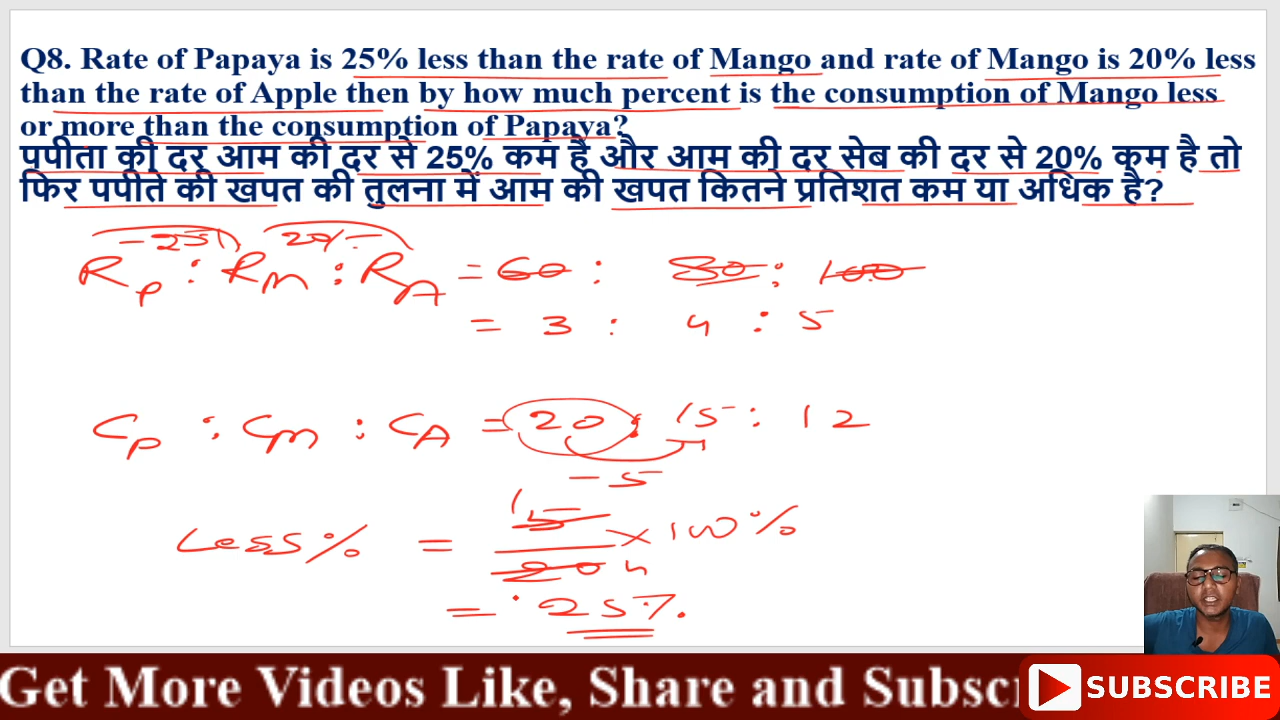 Q8. Rate of Papaya is 25% less than the rate of Mango and rate of Mango is 20% less
than the rate of Apple then by how much percent is the consumption of Mango less
or more than the consumption of Papaya?
पपीता की दर आम की दर से 25% कम है और आम की दर सेब की दर से 20% कम है तो
फिर पपीते की खपत की तुलना में आम की खपत कितने प्रतिशत कम या अधिक है?
-25% 20%-
Rp : Rm : RA = 60 : 80 : 100
= 3 : 4 : 5
Cp : Cm : CA = 20 : 15 : 12
-5
Less% = 5/20 × 100%
= 25%.
Get More Videos Like, Share and Subsc
SUBSCRIBE